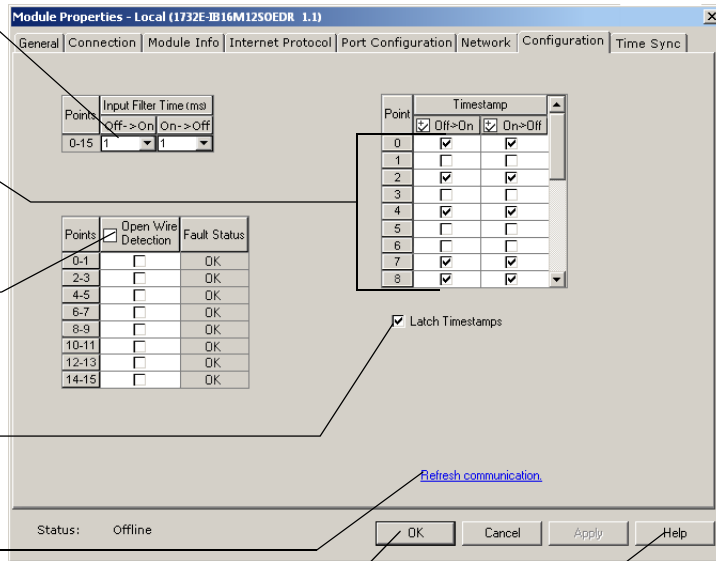 Module Properties - Local (1732E-IB16M12SOEDR 1.1)
General Connection Module Info Internet Protocol Port Configuration Network Configuration Time Sync
Points Input Filter Time (ms)
Off->On On->Off
0-15 1 1
Point Timestamp
Off->On On->Off
0
1
2
3
4
5
6
7
8
Points Open Wire Detection Fault Status
0-1 OK
2-3 OK
4-5 OK
6-7 OK
8-9 OK
10-11 OK
12-13 OK
14-15 OK
Latch Timestamps
Refresh communication.
Status: Offline
OK Cancel Apply Help